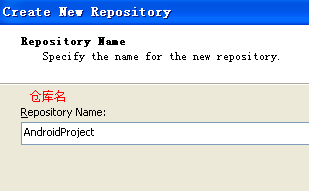 Create New Repository
Repository Name
Specify the name for the new repository.
仓库名
Repository Name:
AndroidProject